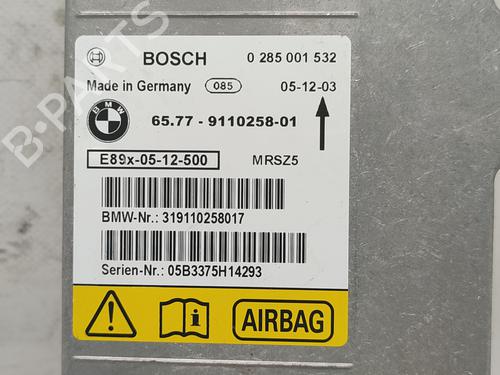 B-PARTS
BOSCH 0 285 001 532
Made in Germany 085 05-12-03
BMW 65.77 - 9110258-01
E89x-05-12-500 MRSZ5
BMW-Nr.: 319110258017
Serien-Nr.: 05B3375H14293
AIRBAG